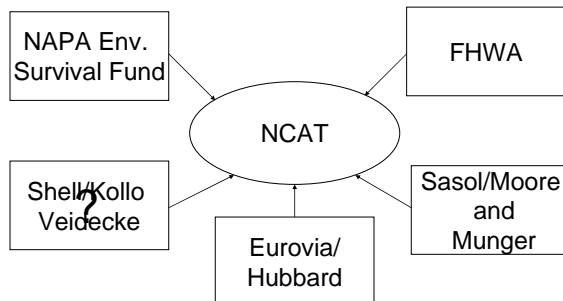 NAPA Env.
Survival Fund
FHWA
NCAT
Shell/Kollo
Veidecke
?
Sasol/Moore
and
Munger
Eurovia/
Hubbard